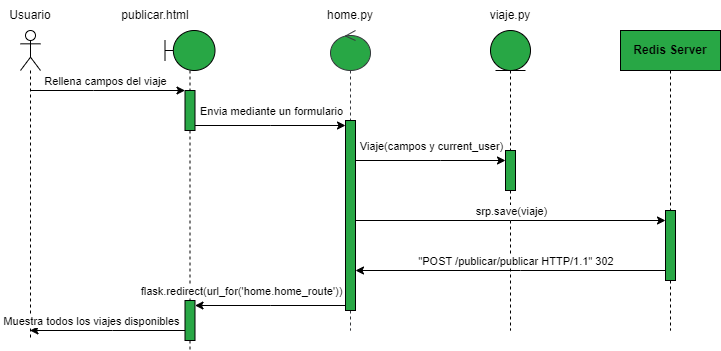 Usuario
publicar.html
home.py
viaje.py
Redis Server
Rellena campos del viaje
Envia mediante un formulario
Viaje(campos y current_user)
srp.save(viaje)
"POST /publicar/publicar HTTP/1.1" 302
flask.redirect(url_for('home.home_route'))
Muestra todos los viajes disponibles